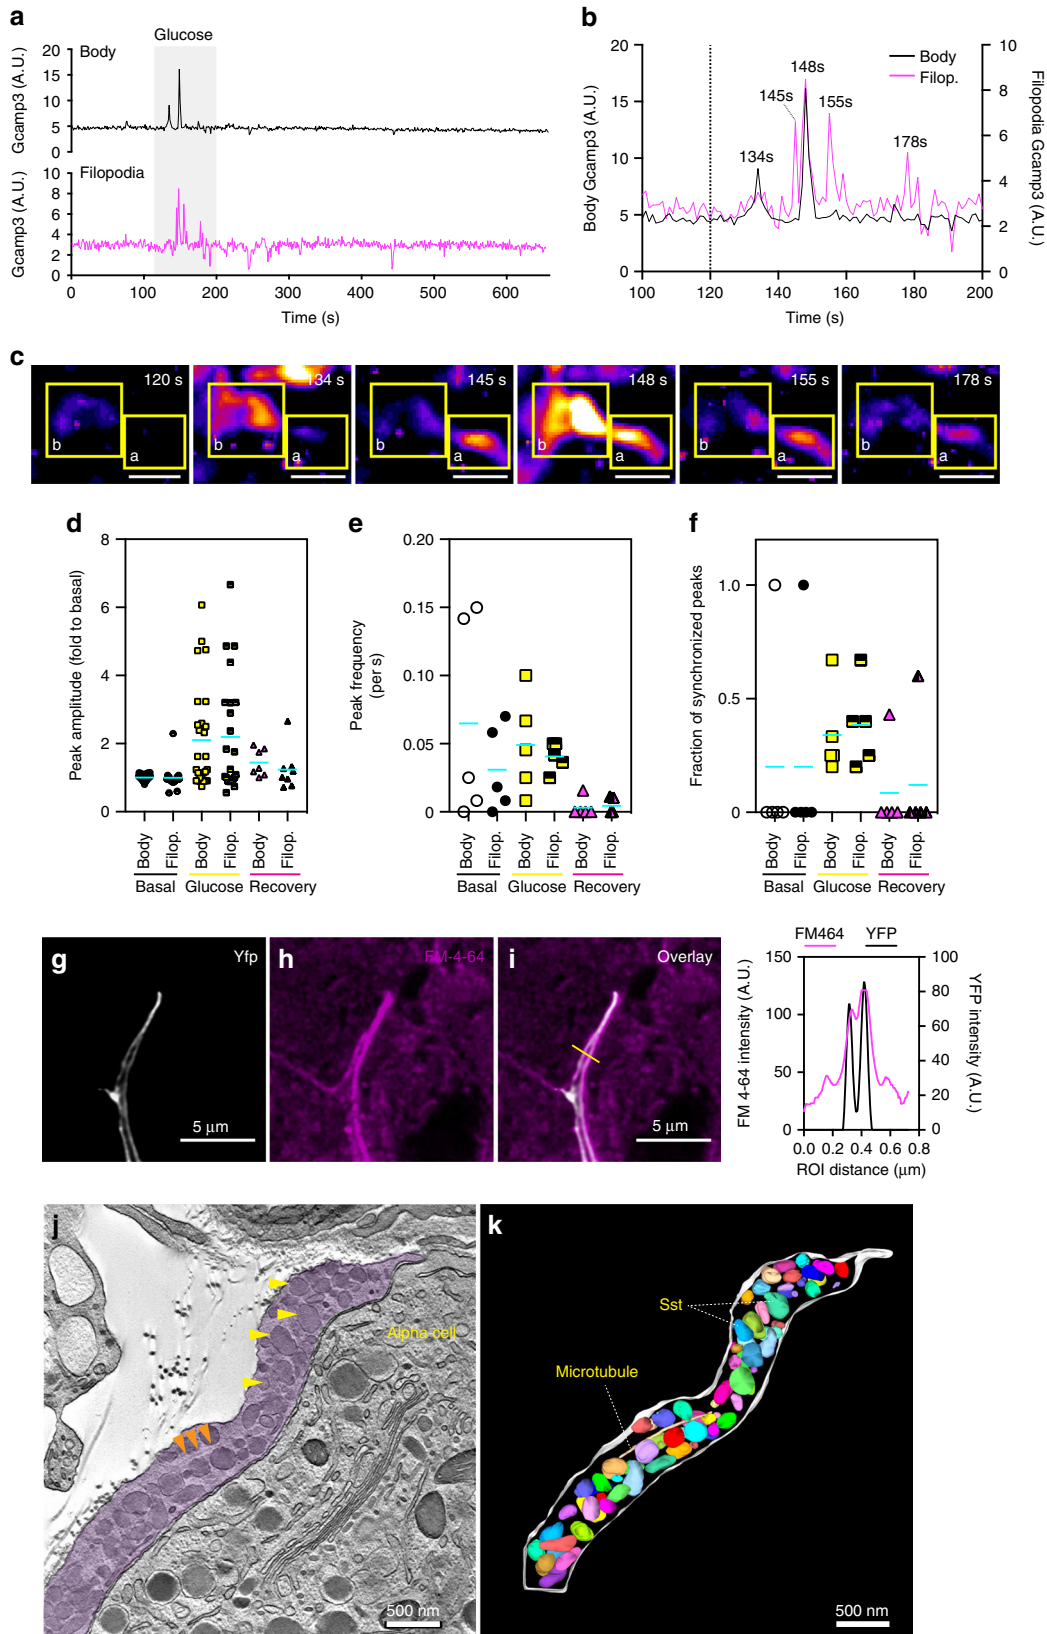 a
Glucose
Body
Gcamp3 (A.U.)
20
15
10
5
0
Filopodia
Gcamp3 (A.U.)
10
8
6
4
2
0
0 100 200 300 400 500 600
Time (s)
b
Body
Filop.
Body Gcamp3 (A.U.)
20
15
10
5
0
134s
145s
148s
155s
178s
Filopodia Gcamp3 (A.U.)
10
8
6
4
2
0
100 120 140 160 180 200
Time (s)
c
120 s
b
a
134 s
b
a
145 s
b
a
148 s
b
a
155 s
b
a
178 s
b
a
d
Peak amplitude (fold to basal)
8
6
4
2
0
Body Filop. Body Filop. Body Filop.
Basal Glucose Recovery
e
Peak frequency
(per s)
0.20
0.15
0.10
0.05
0
Body Filop. Body Filop. Body Filop.
Basal Glucose Recovery
f
Fraction of synchronized peaks
1.0
0.5
0
Body Filop. Body Filop. Body Filop.
Basal Glucose Recovery
g
Yfp
5 μm
h
FM-4-64
i
Overlay
5 μm
FM464 YFP
FM 4-64 intensity (A.U.)
150
100
50
0
YFP intensity (A.U.)
100
80
60
40
20
0
0.0 0.2 0.4 0.6 0.8
ROI distance (μm)
j
Alpha cell
500 nm
k
Sst
Microtubule
500 nm